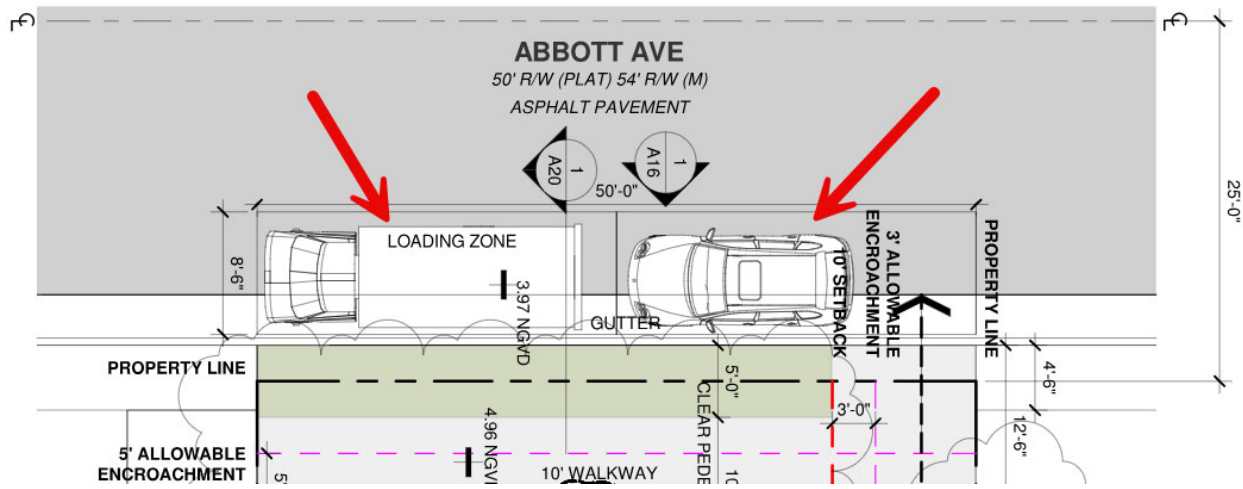 ℄
℄
ABBOTT AVE
50' R/W (PLAT) 54' R/W (M)
ASPHALT PAVEMENT
1
A20
1
A16
50'-0"
25'-0"
LOADING ZONE
8'-6"
3.97 NGVD
GUTTER
10' SETBACK
3' ALLOWABLE
ENCROACHMENT
PROPERTY LINE
PROPERTY LINE
5'-0"
4'-6"
3'-0"
12'-6"
4.96 NGV
CLEAR
5' ALLOWABLE
ENCROACHMENT
10' WALKWAY